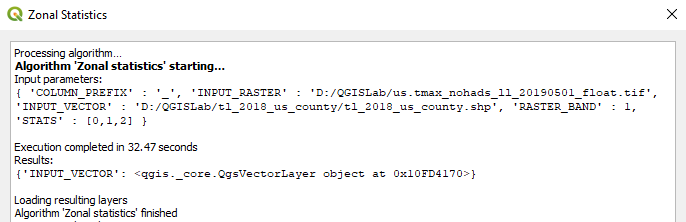 Zonal Statistics
Processing algorithm...
Algorithm 'Zonal statistics' starting...
Input parameters:
{ 'COLUMN_PREFIX' : '_', 'INPUT_RASTER' : 'D:/QGISLab/us.tmax_nohads_ll_20190501_float.tif',
'INPUT_VECTOR' : 'D:/QGISLab/tl_2018_us_county/tl_2018_us_county.shp', 'RASTER_BAND' : 1,
'STATS' : [0,1,2] }
Execution completed in 32.47 seconds
Results:
{'INPUT_VECTOR': <qgis._core.QgsVectorLayer object at 0x10FD4170>}
Loading resulting layers
Algorithm 'Zonal statistics' finished